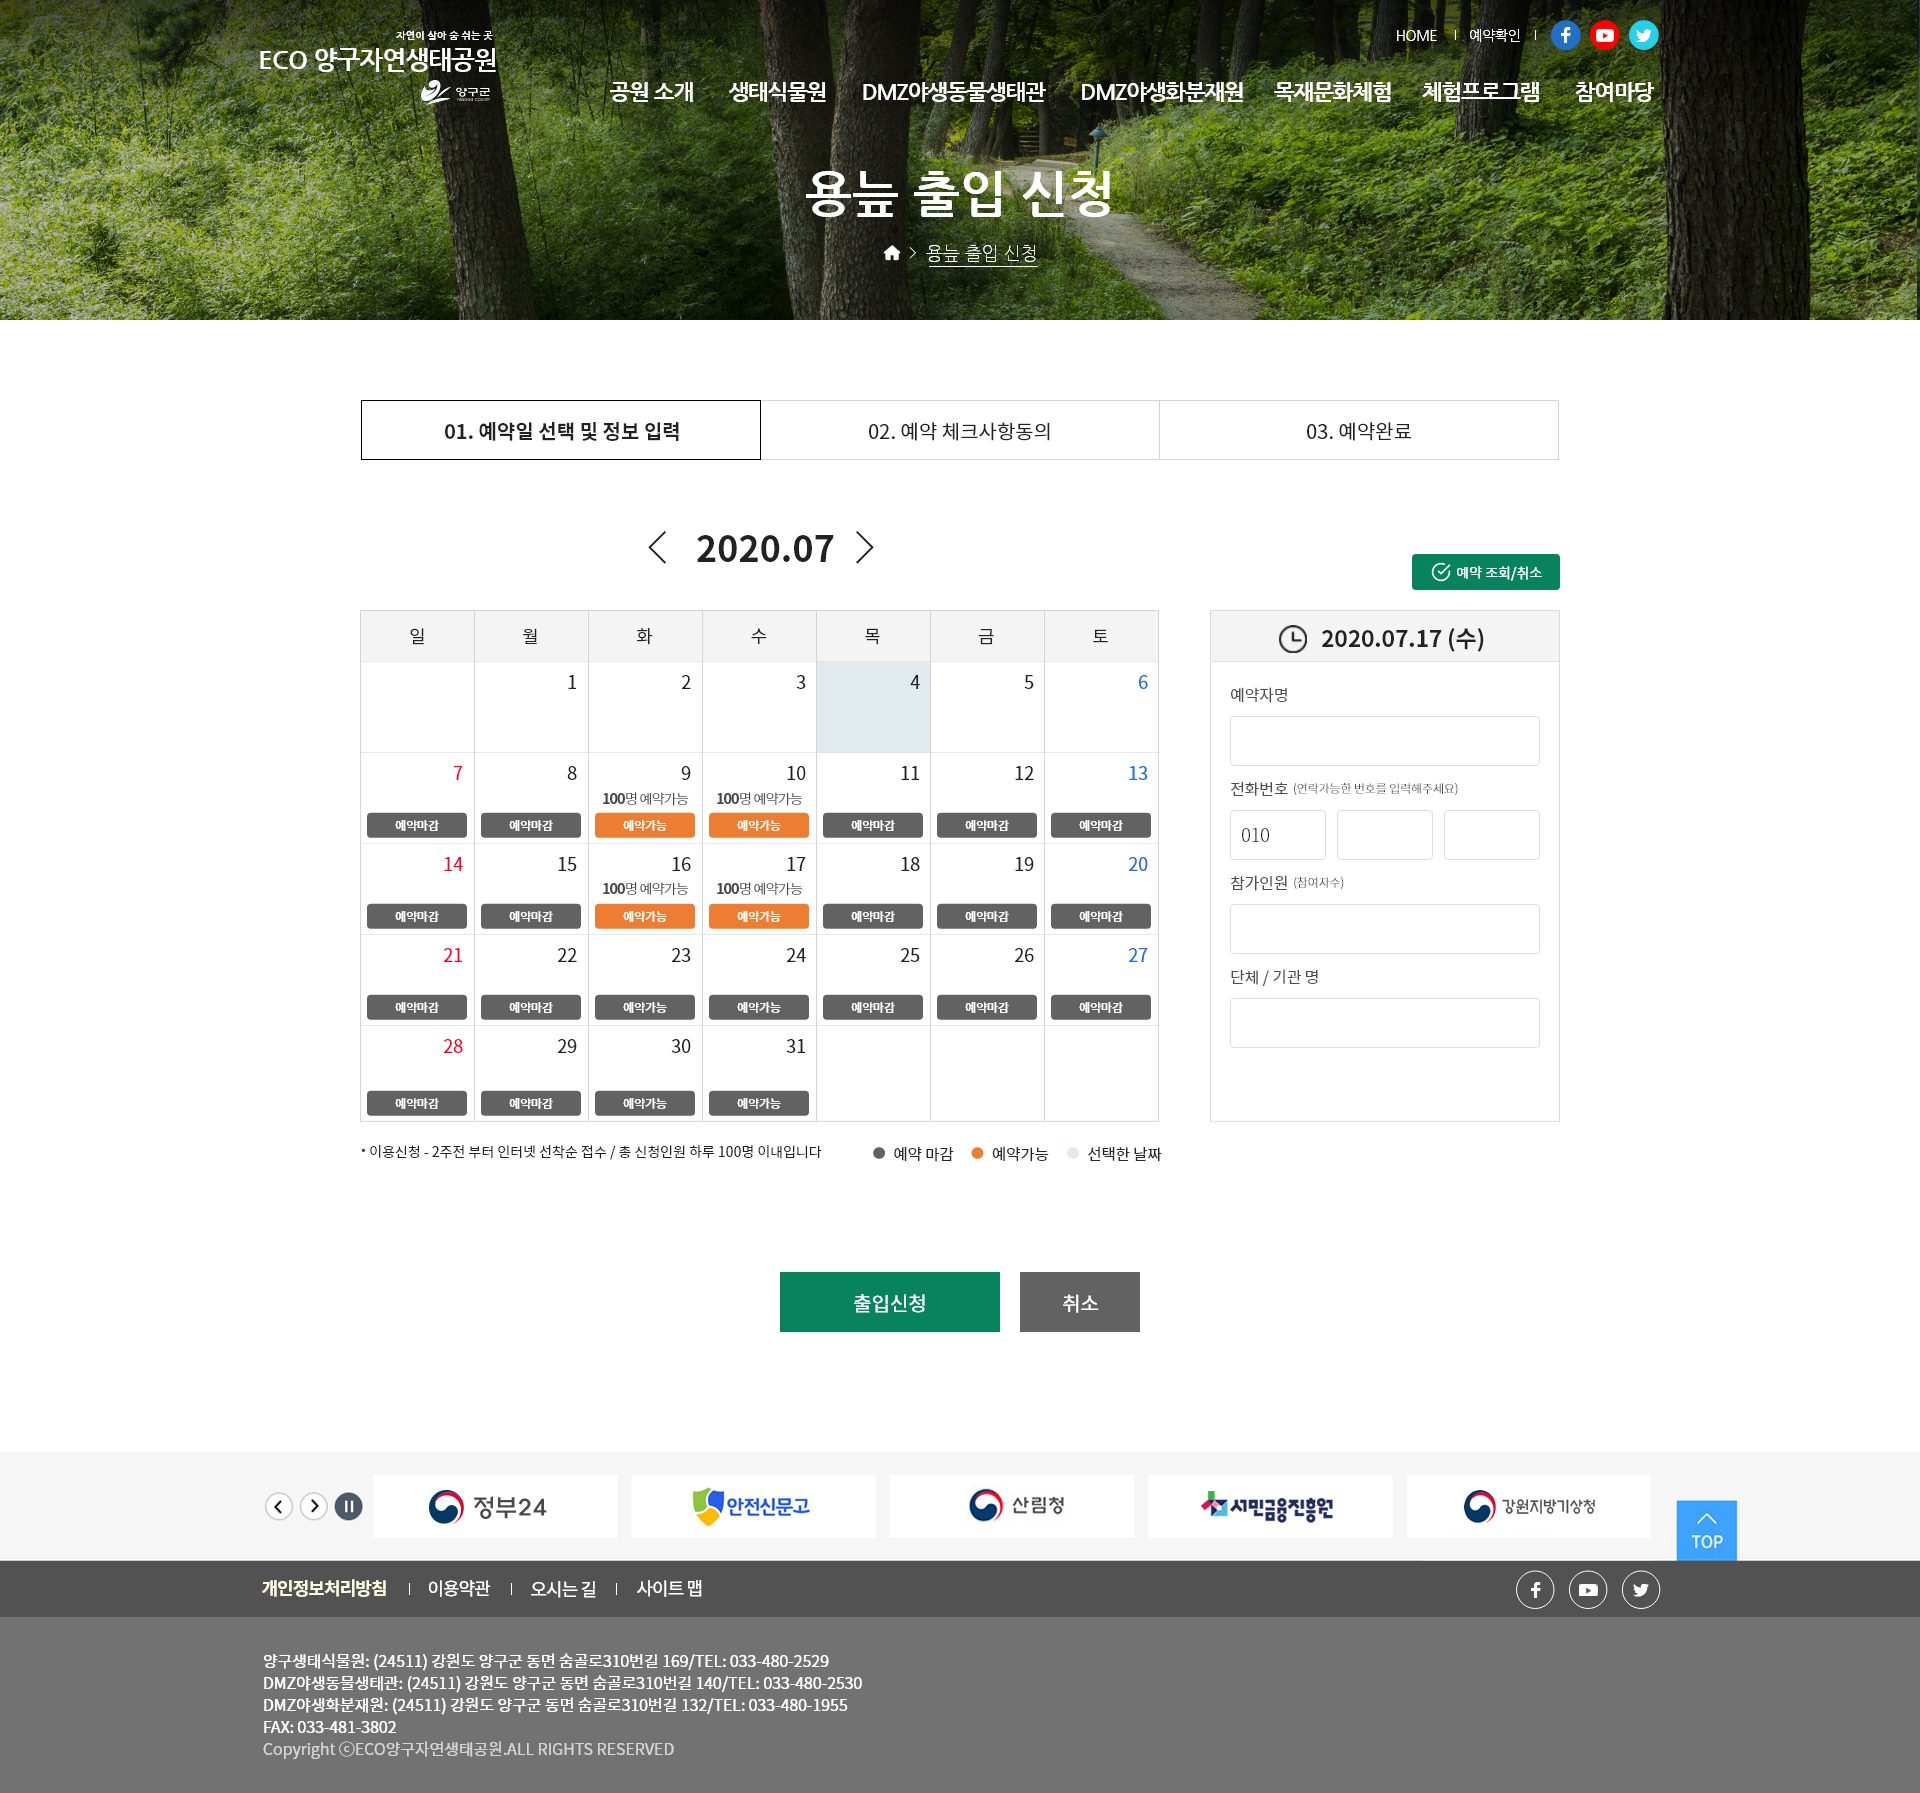 자연이 살아 숨 쉬는 곳
ECO 양구자연생태공원
양구군
HOME
예약확인
공원 소개
생태식물원
DMZ야생동물생태관
DMZ야생화분재원
목재문화체험
체험프로그램
참여마당
용늪 출입 신청
용늪 출입 신청
01. 예약일 선택 및 정보 입력
02. 예약 체크사항동의
03. 예약완료
2020.07
예약 조회/취소
일 월 화 수 목 금 토
1 2 3 4 5 6
7 8 9 10 11 12 13
100명 예약가능 100명 예약가능
예약마감 예약마감 예약가능 예약가능 예약마감 예약마감 예약마감
14 15 16 17 18 19 20
100명 예약가능 100명 예약가능
예약마감 예약마감 예약가능 예약가능 예약마감 예약마감 예약마감
21 22 23 24 25 26 27
예약마감 예약마감 예약가능 예약가능 예약마감 예약마감 예약마감
28 29 30 31
예약마감 예약마감 예약가능 예약가능
• 이용신청 - 2주전 부터 인터넷 선착순 접수 / 총 신청인원 하루 100명 이내입니다
예약 마감
예약가능
선택한 날짜
2020.07.17 (수)
예약자명
전화번호 (연락가능한 번호를 입력해주세요)
010
참가인원 (참여자수)
단체 / 기관 명
출입신청
취소
정부24
안전신문고
산림청
서민금융진흥원
강원지방기상청
TOP
개인정보처리방침
이용약관
오시는 길
사이트 맵
양구생태식물원: (24511) 강원도 양구군 동면 숨골로310번길 169/TEL: 033-480-2529
DMZ야생동물생태관: (24511) 강원도 양구군 동면 숨골로310번길 140/TEL: 033-480-2530
DMZ야생화분재원: (24511) 강원도 양구군 동면 숨골로310번길 132/TEL: 033-480-1955
FAX: 033-481-3802
Copyright ⓒECO양구자연생태공원.ALL RIGHTS RESERVED